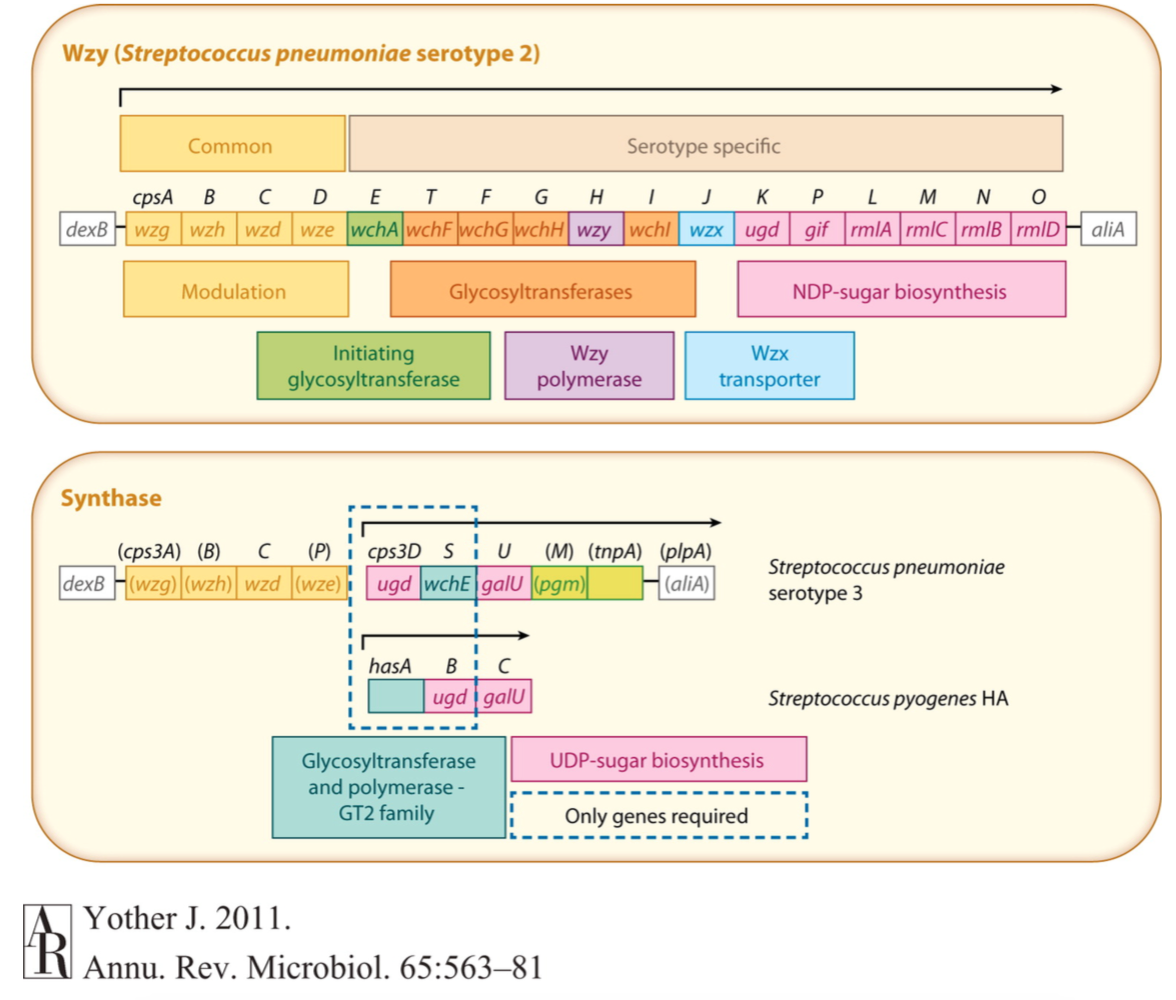 Wzy (Streptococcus pneumoniae serotype 2)
Common Serotype specific
cpsA B C D E T F G H I J K P L M N O
dexB wzg wzh wzd wze wchA wchF wchG wchH wzy wchI wzx ugd gif rmlA rmlC rmlB rmlD aliA
Modulation Glycosyltransferases NDP-sugar biosynthesis
Initiating
glycosyltransferase
Wzy
polymerase
Wzx
transporter
Synthase
(cps3A) (B) C (P) cps3D S U (M) (tnpA) (plpA)
dexB (wzg) (wzh) wzd (wze) ugd wchE galU (pgm) (aliA)
Streptococcus pneumoniae
serotype 3
hasA B C
ugd galU
Streptococcus pyogenes HA
Glycosyltransferase
and polymerase -
GT2 family
UDP-sugar biosynthesis
Only genes required
AR
Yother J. 2011.
Annu. Rev. Microbiol. 65:563–81